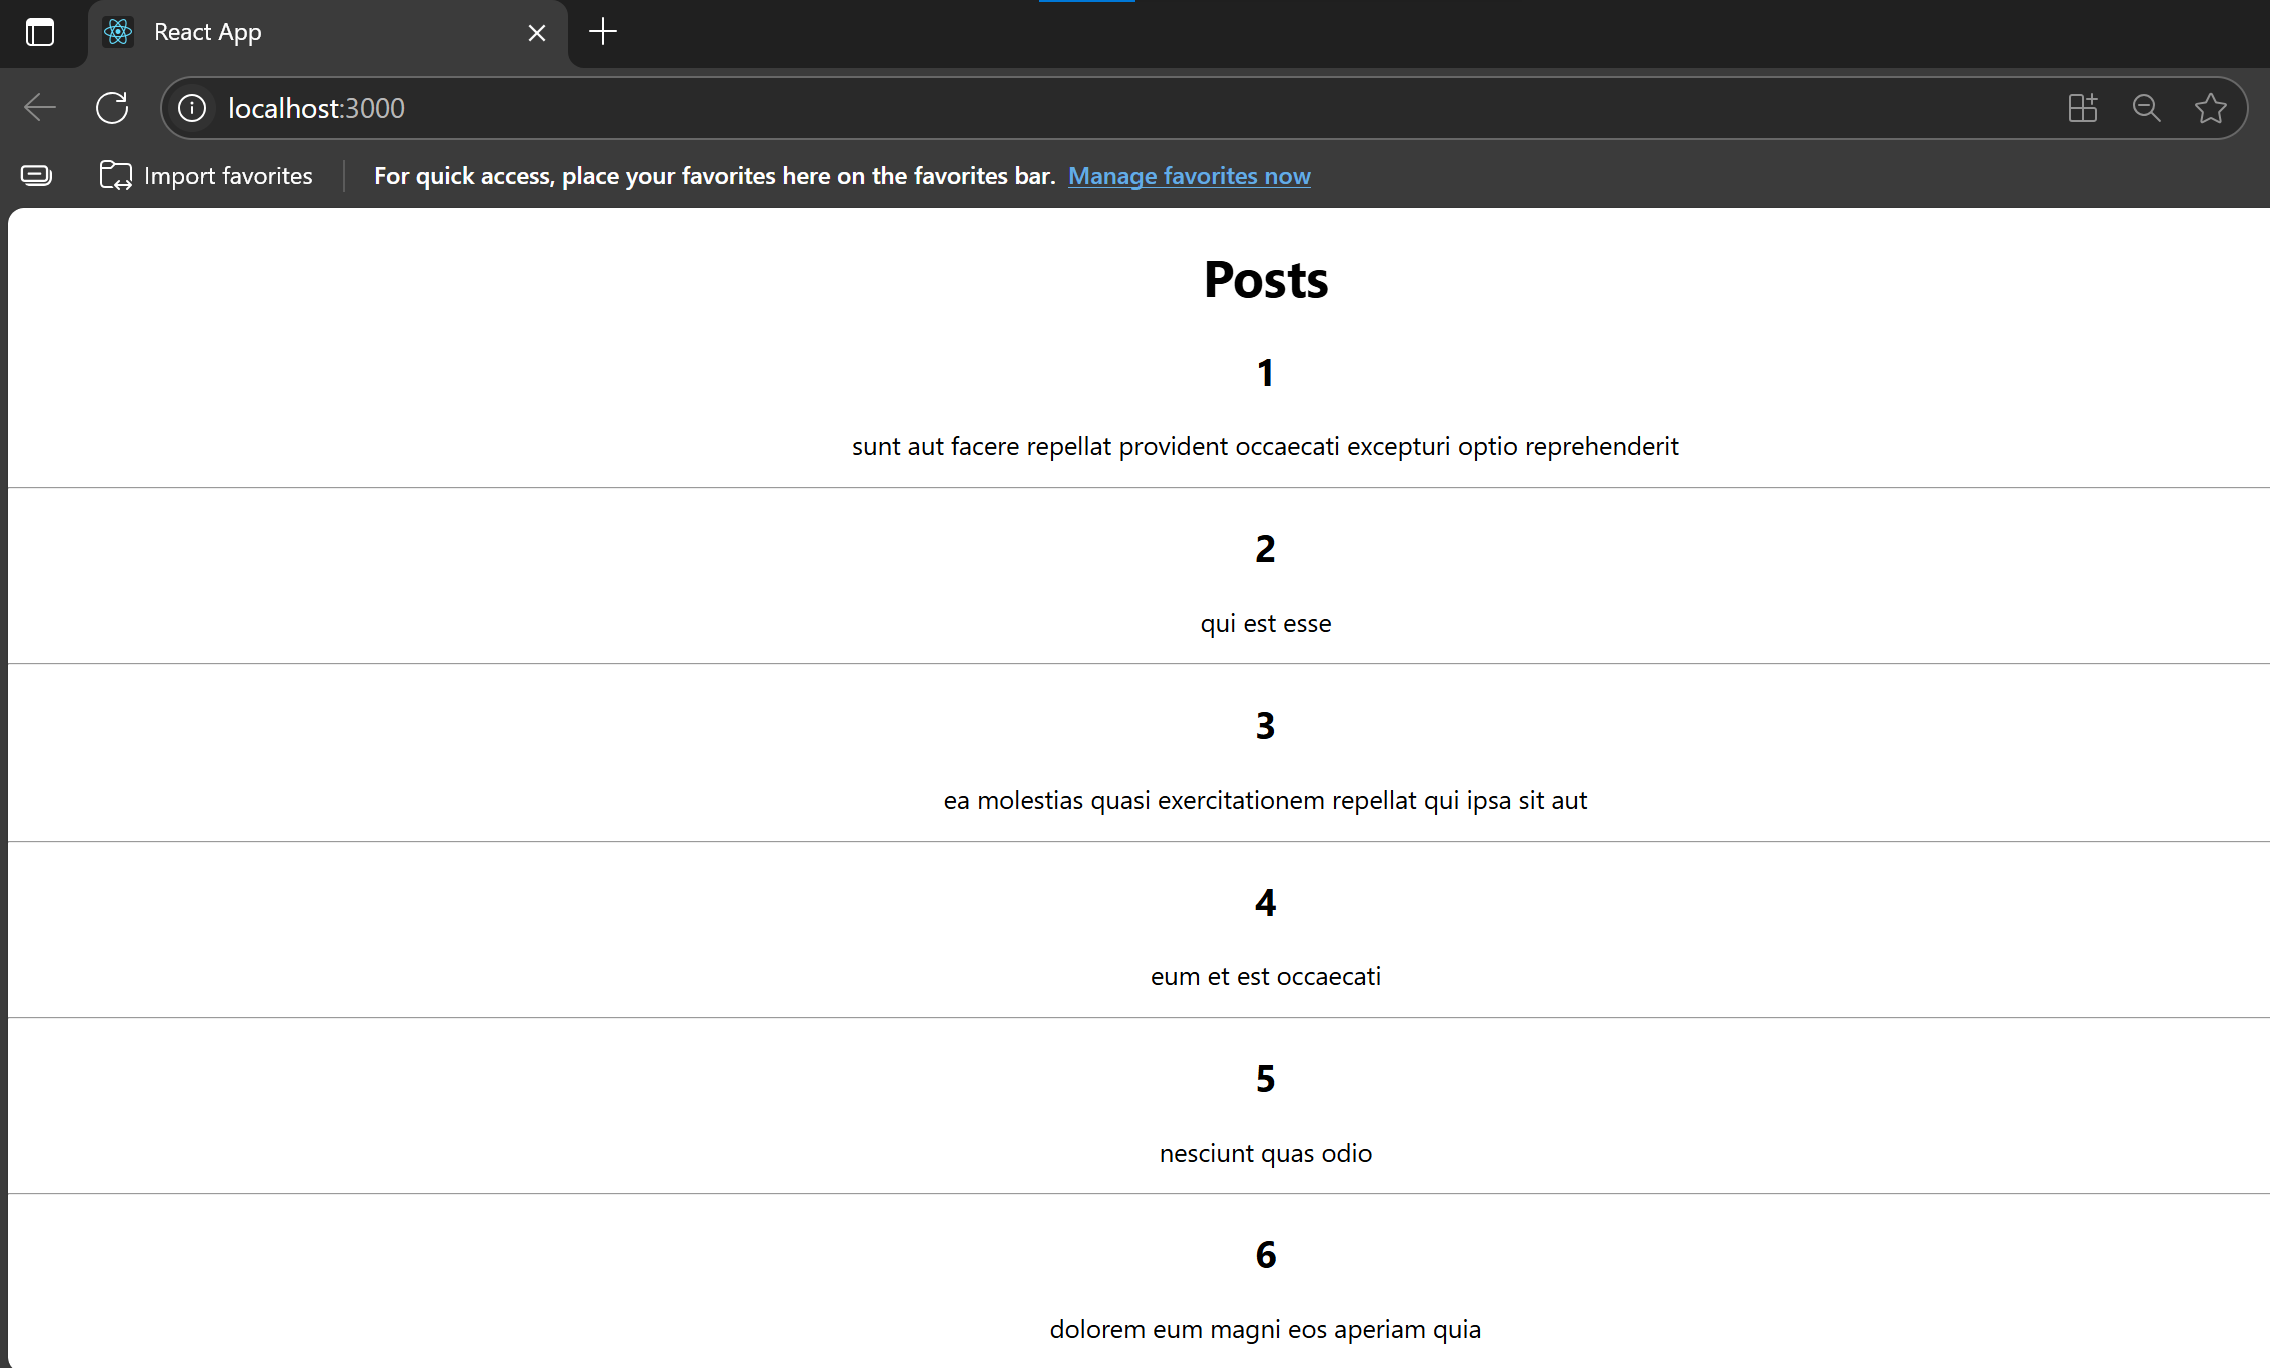 React App
localhost:3000
Import favorites For quick access, place your favorites here on the favorites bar. Manage favorites now
Posts
1
sunt aut facere repellat provident occaecati excepturi optio reprehenderit
2
qui est esse
3
ea molestias quasi exercitationem repellat qui ipsa sit aut
4
eum et est occaecati
5
nesciunt quas odio
6
dolorem eum magni eos aperiam quia